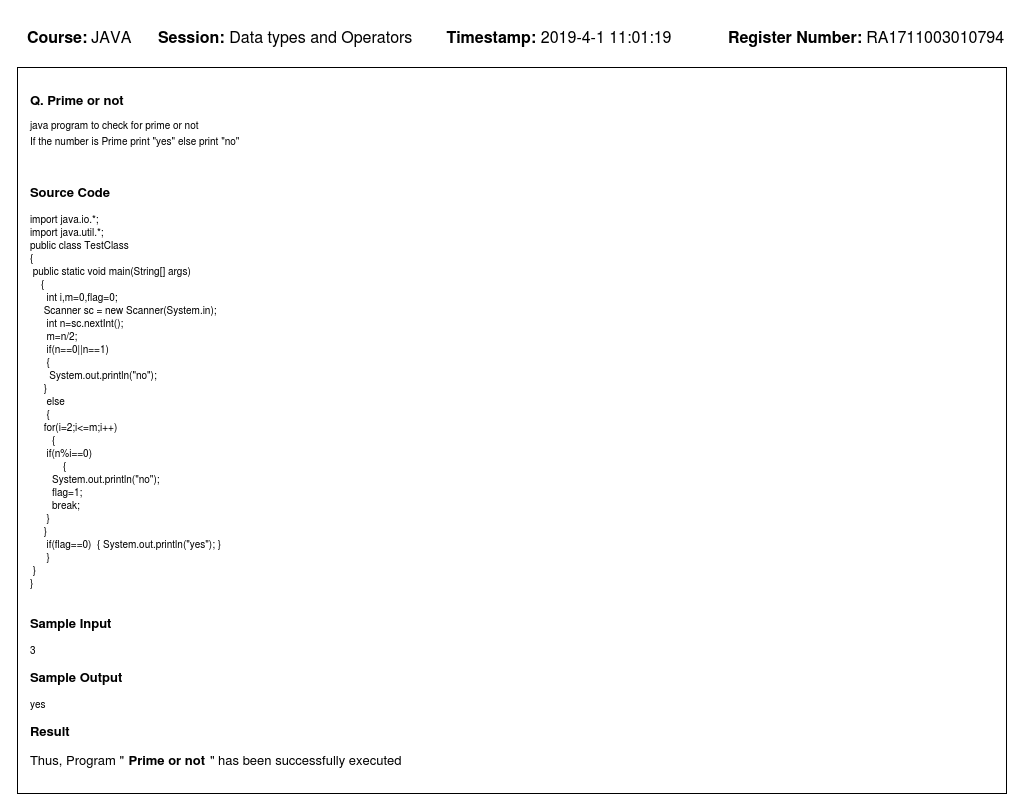 Course: JAVA Session: Data types and Operators Timestamp: 2019-4-1 11:01:19 Register Number: RA1711003010794
Q. Prime or not
java program to check for prime or not
If the number is Prime print "yes" else print "no"
Source Code
import java.io.*;
import java.util.*;
public class TestClass
{
public static void main(String[] args)
{
int i,m=0,flag=0;
Scanner sc = new Scanner(System.in);
int n=sc.nextInt();
m=n/2;
if(n==0||n==1)
{
System.out.println("no");
}
else
{
for(i=2;i<=m;i++)
{
if(n%i==0)
{
System.out.println("no");
flag=1;
break;
}
}
if(flag==0) { System.out.println("yes"); }
}
}
}
Sample Input
3
Sample Output
yes
Result
Thus, Program " Prime or not " has been successfully executed